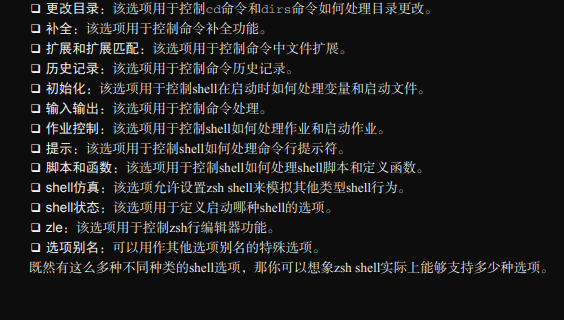 ❑ 更改目录：该选项用于控制cd命令和dirs命令如何处理目录更改。
❑ 补全：该选项用于控制命令补全功能。
❑ 扩展和扩展匹配：该选项用于控制命令中文件扩展。
❑ 历史记录：该选项用于控制命令历史记录。
❑ 初始化：该选项用于控制shell在启动时如何处理变量和启动文件。
❑ 输入输出：该选项用于控制命令处理。
❑ 作业控制：该选项用于控制shell如何处理作业和启动作业。
❑ 提示：该选项用于控制shell如何处理命令行提示符。
❑ 脚本和函数：该选项用于控制shell如何处理shell脚本和定义函数。
❑ shell仿真：该选项允许设置zsh shell来模拟其他类型shell行为。
❑ shell状态：该选项用于定义启动哪种shell的选项。
❑ zle：该选项用于控制zsh行编辑器功能。
❑ 选项别名：可以用作其他选项别名的特殊选项。
既然有这么多种不同种类的shell选项，那你可以想象zsh shell实际上能够支持多少种选项。